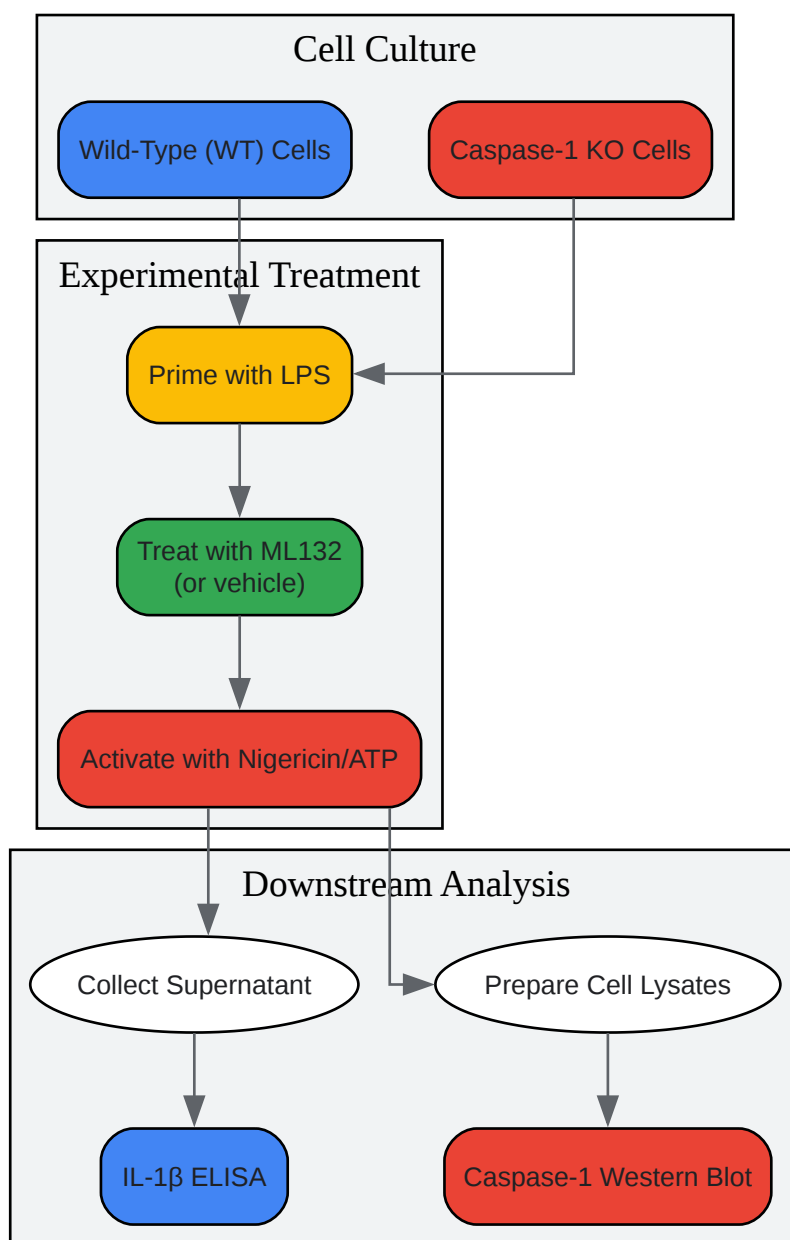 Cell Culture
Wild-Type (WT) Cells
Caspase-1 KO Cells
Experimental Treatment
Prime with LPS
Treat with ML132
(or vehicle)
Activate with Nigericin/ATP
Downstream Analysis
Collect Supernatant
Prepare Cell Lysates
IL-1β ELISA
Caspase-1 Western Blot